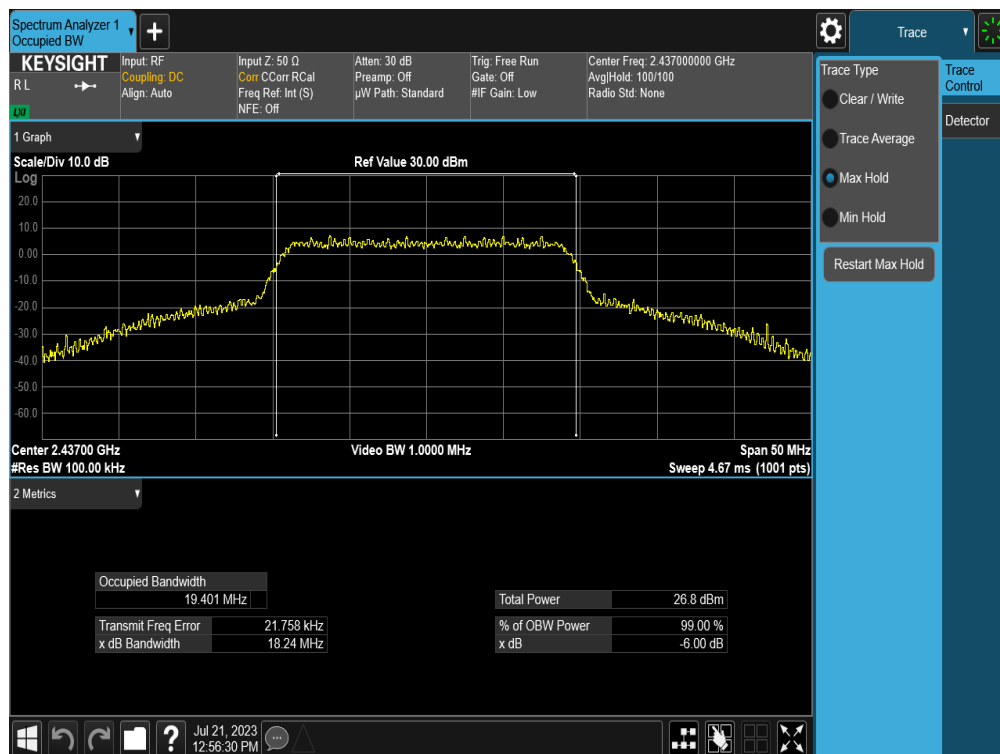 Spectrum Analyzer 1
Occupied BW
+
Trace
KEYSIGHT
R L
LXI
Input: RF
Coupling: DC
Align: Auto
Input Z: 50 Ω
Corr CCorr RCal
Freq Ref: Int (S)
NFE: Off
Atten: 30 dB
Preamp: Off
µW Path: Standard
Trig: Free Run
Gate: Off
#IF Gain: Low
Center Freq: 2.437000000 GHz
Avg|Hold: 100/100
Radio Std: None
Trace Type
Clear / Write
Trace Average
Max Hold
Min Hold
Restart Max Hold
Trace
Control
Detector
1 Graph
Scale/Div 10.0 dB
Ref Value 30.00 dBm
Log
20.0
10.0
0.00
-10.0
-20.0
-30.0
-40.0
-50.0
-60.0
Center 2.43700 GHz
Video BW 1.0000 MHz
Span 50 MHz
#Res BW 100.00 kHz
Sweep 4.67 ms (1001 pts)
2 Metrics
Occupied Bandwidth
19.401 MHz
Total Power 26.8 dBm
Transmit Freq Error 21.758 kHz
% of OBW Power 99.00 %
x dB Bandwidth 18.24 MHz
x dB -6.00 dB
?
Jul 21, 2023
12:56:30 PM